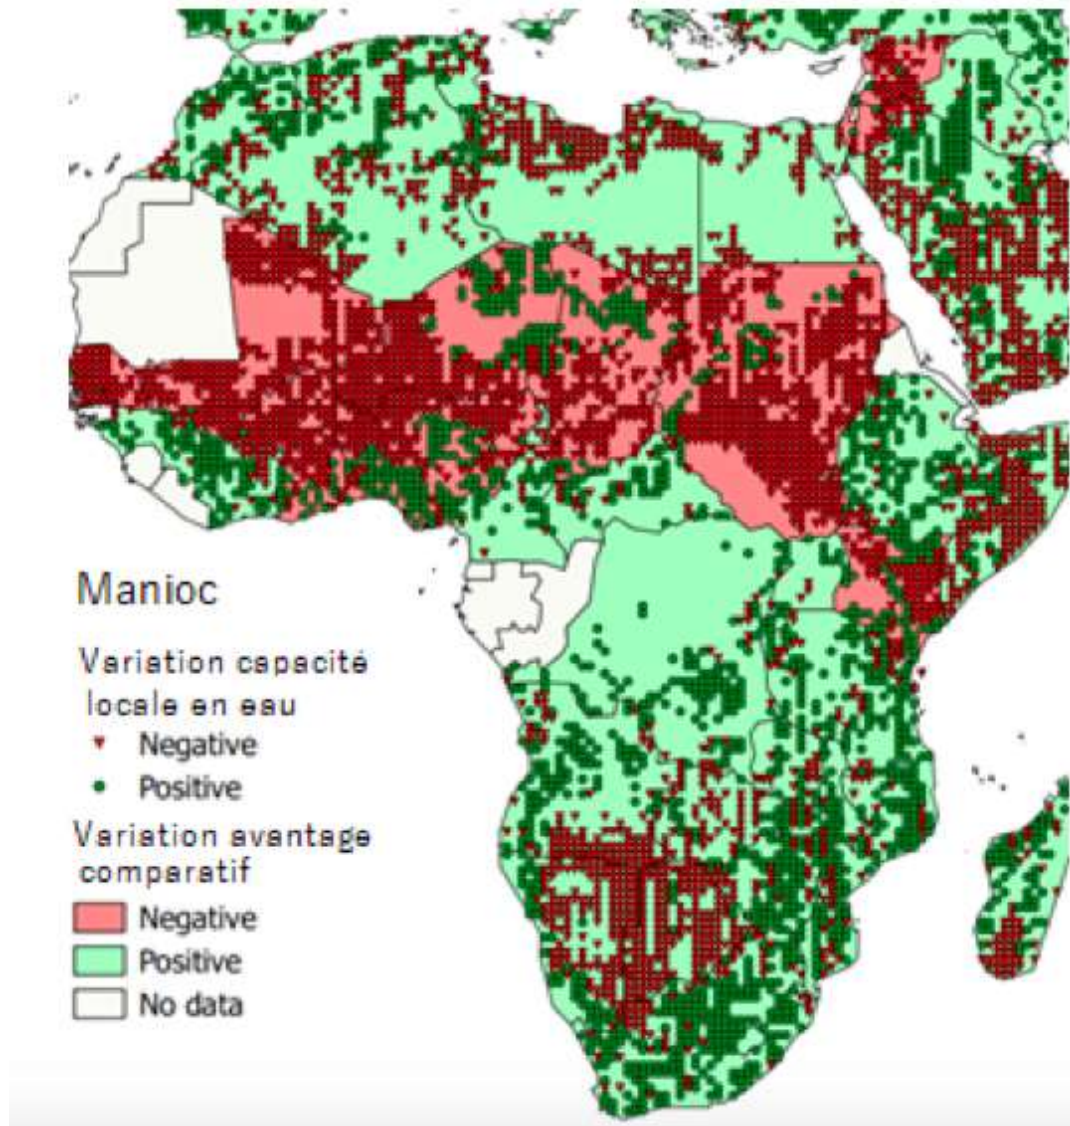 Manioc
Variation capacité
locale en eau
Negative
Positive
Variation avantage
comparatif
Negative
Positive
No data